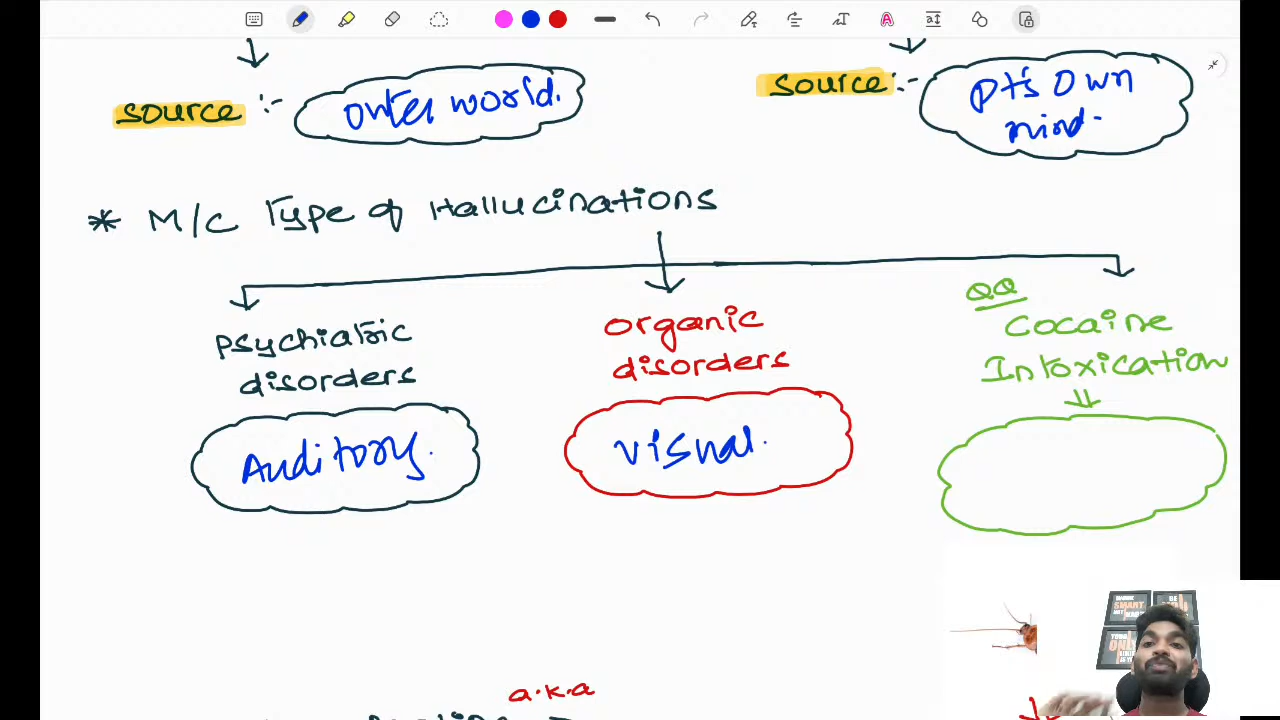 source :- outer world.
source :- pt's own mind.
* M/C Type of Hallucinations
psychiatric disorders
Auditory.
organic disorders
visual.
QQ
Cocaine Intoxication
a.k.a